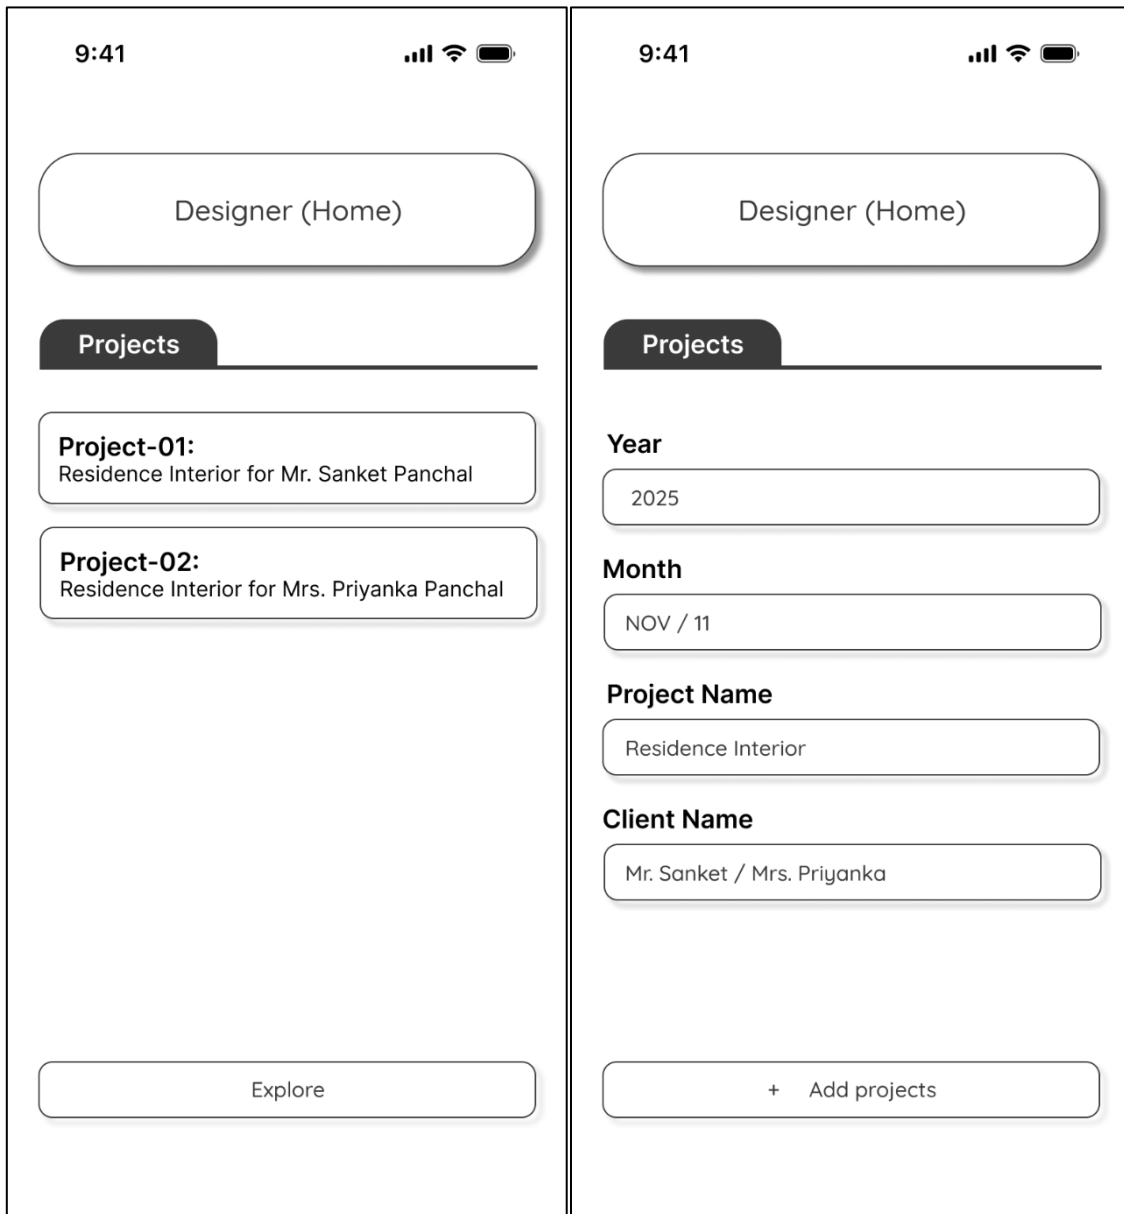 9:41
Designer (Home)
Projects
Project-01:
Residence Interior for Mr. Sanket Panchal
Project-02:
Residence Interior for Mrs. Priyanka Panchal
Explore
9:41
Designer (Home)
Projects
Year
2025
Month
NOV / 11
Project Name
Residence Interior
Client Name
Mr. Sanket / Mrs. Priyanka
+ Add projects